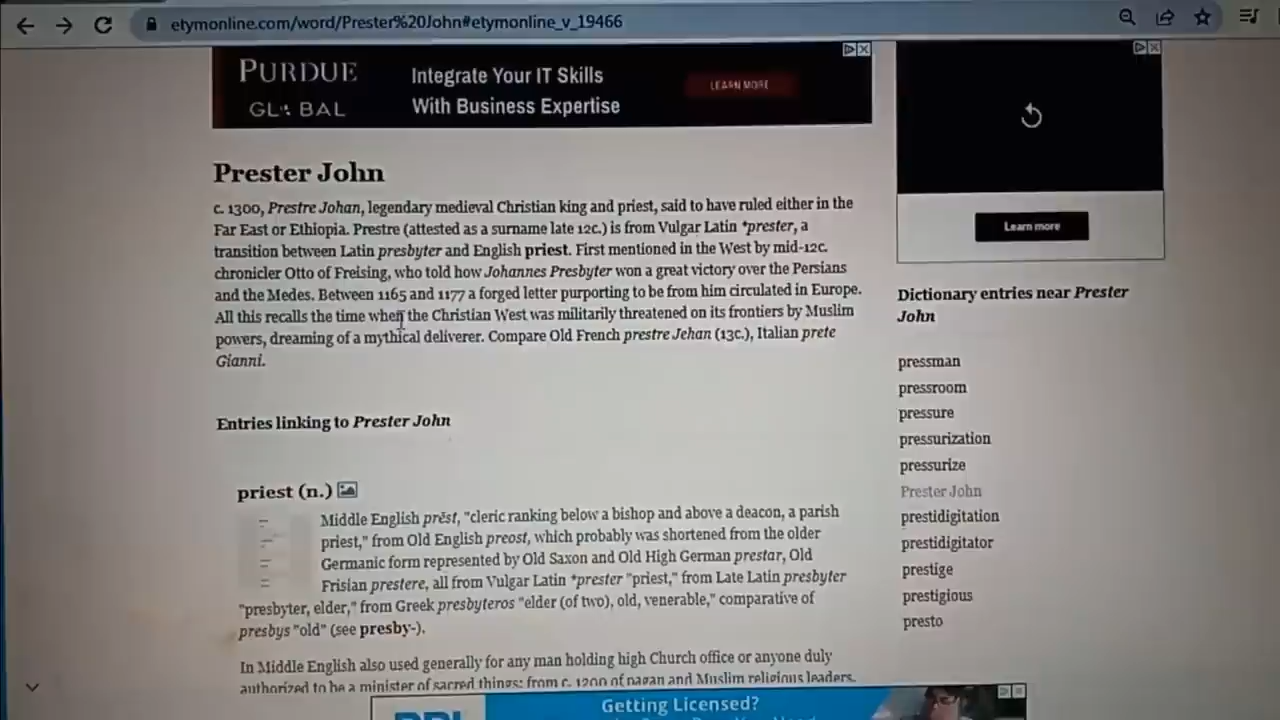 etymonline.com/word/Prester%20John#etymonline_v_19466
PURDUE
GLOBAL
Integrate Your IT Skills
With Business Expertise
LEARN MORE
Learn more
Prester John
c. 1300, Prestre Johan, legendary medieval Christian king and priest, said to have ruled either in the
Far East or Ethiopia. Prestre (attested as a surname late 12c.) is from Vulgar Latin *prester, a
transition between Latin presbyter and English priest. First mentioned in the West by mid-12c.
chronicler Otto of Freising, who told how Johannes Presbyter won a great victory over the Persians
and the Medes. Between 1165 and 1177 a forged letter purporting to be from him circulated in Europe.
All this recalls the time when the Christian West was militarily threatened on its frontiers by Muslim
powers, dreaming of a mythical deliverer. Compare Old French prestre Jehan (13c.), Italian prete
Gianni.
Entries linking to Prester John
priest (n.)
Middle English prēst, "cleric ranking below a bishop and above a deacon, a parish
priest," from Old English preost, which probably was shortened from the older
Germanic form represented by Old Saxon and Old High German prestar, Old
Frisian prestere, all from Vulgar Latin *prester "priest," from Late Latin presbyter
"presbyter, elder," from Greek presbyteros "elder (of two), old, venerable," comparative of
presbys "old" (see presby-).
In Middle English also used generally for any man holding high Church office or anyone duly
authorized to be a minister of sacred things; from c. 1200 of pagan and Muslim religious leaders.
Dictionary entries near Prester
John
pressman
pressroom
pressure
pressurization
pressurize
Prester John
prestidigitation
prestidigitator
prestige
prestigious
presto
Getting Licensed?